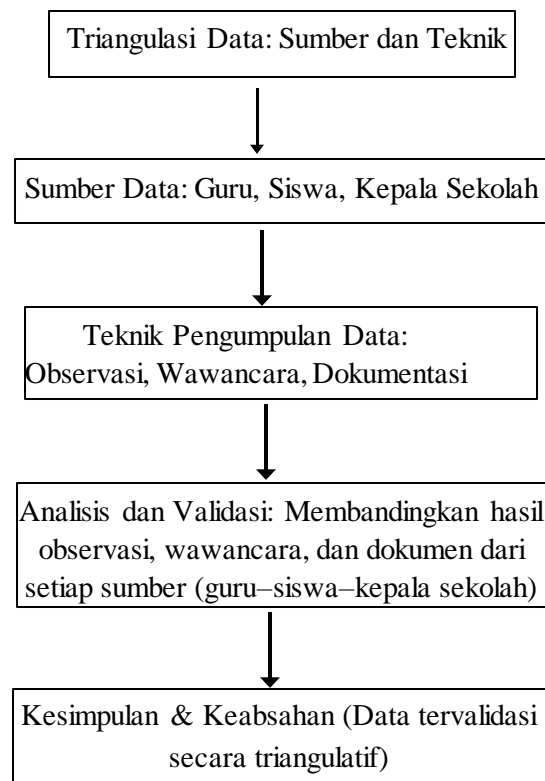 Triangulasi Data: Sumber dan Teknik
Sumber Data: Guru, Siswa, Kepala Sekolah
Teknik Pengumpulan Data:
Observasi, Wawancara, Dokumentasi
Analisis dan Validasi: Membandingkan hasil
observasi, wawancara, dan dokumen dari
setiap sumber (guru–siswa–kepala sekolah)
Kesimpulan & Keabsahan (Data tervalidasi
secara triangulatif)